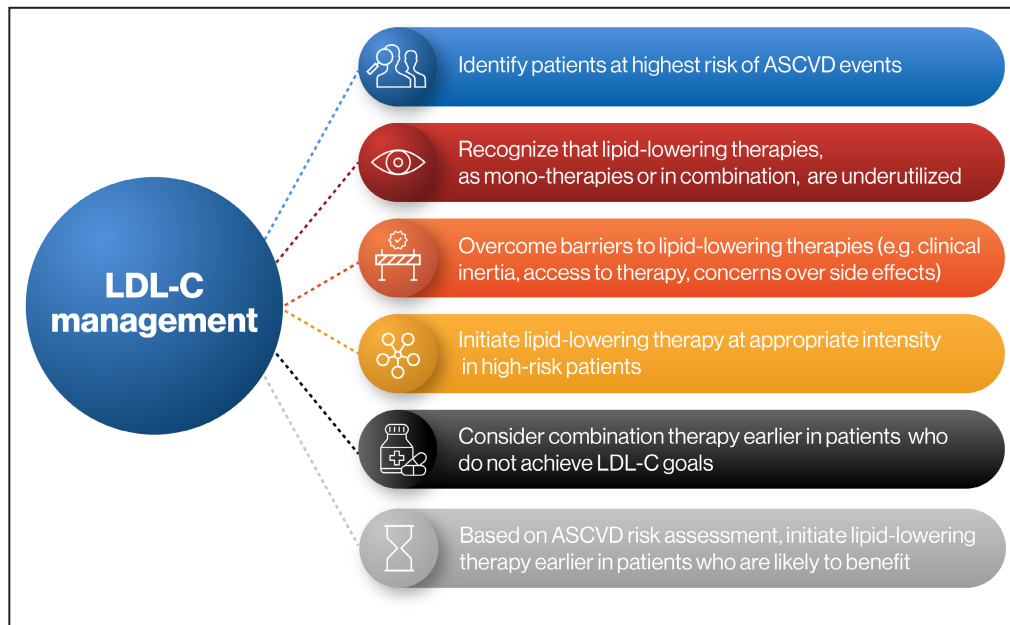 LDL-C
management
Identify patients at highest risk of ASCVD events
Recognize that lipid-lowering therapies,
as mono-therapies or in combination, are underutilized
Overcome barriers to lipid-lowering therapies (e.g. clinical
inertia, access to therapy, concerns over side effects)
Initiate lipid-lowering therapy at appropriate intensity
in high-risk patients
Consider combination therapy earlier in patients who
do not achieve LDL-C goals
Based on ASCVD risk assessment, initiate lipid-lowering
therapy earlier in patients who are likely to benefit